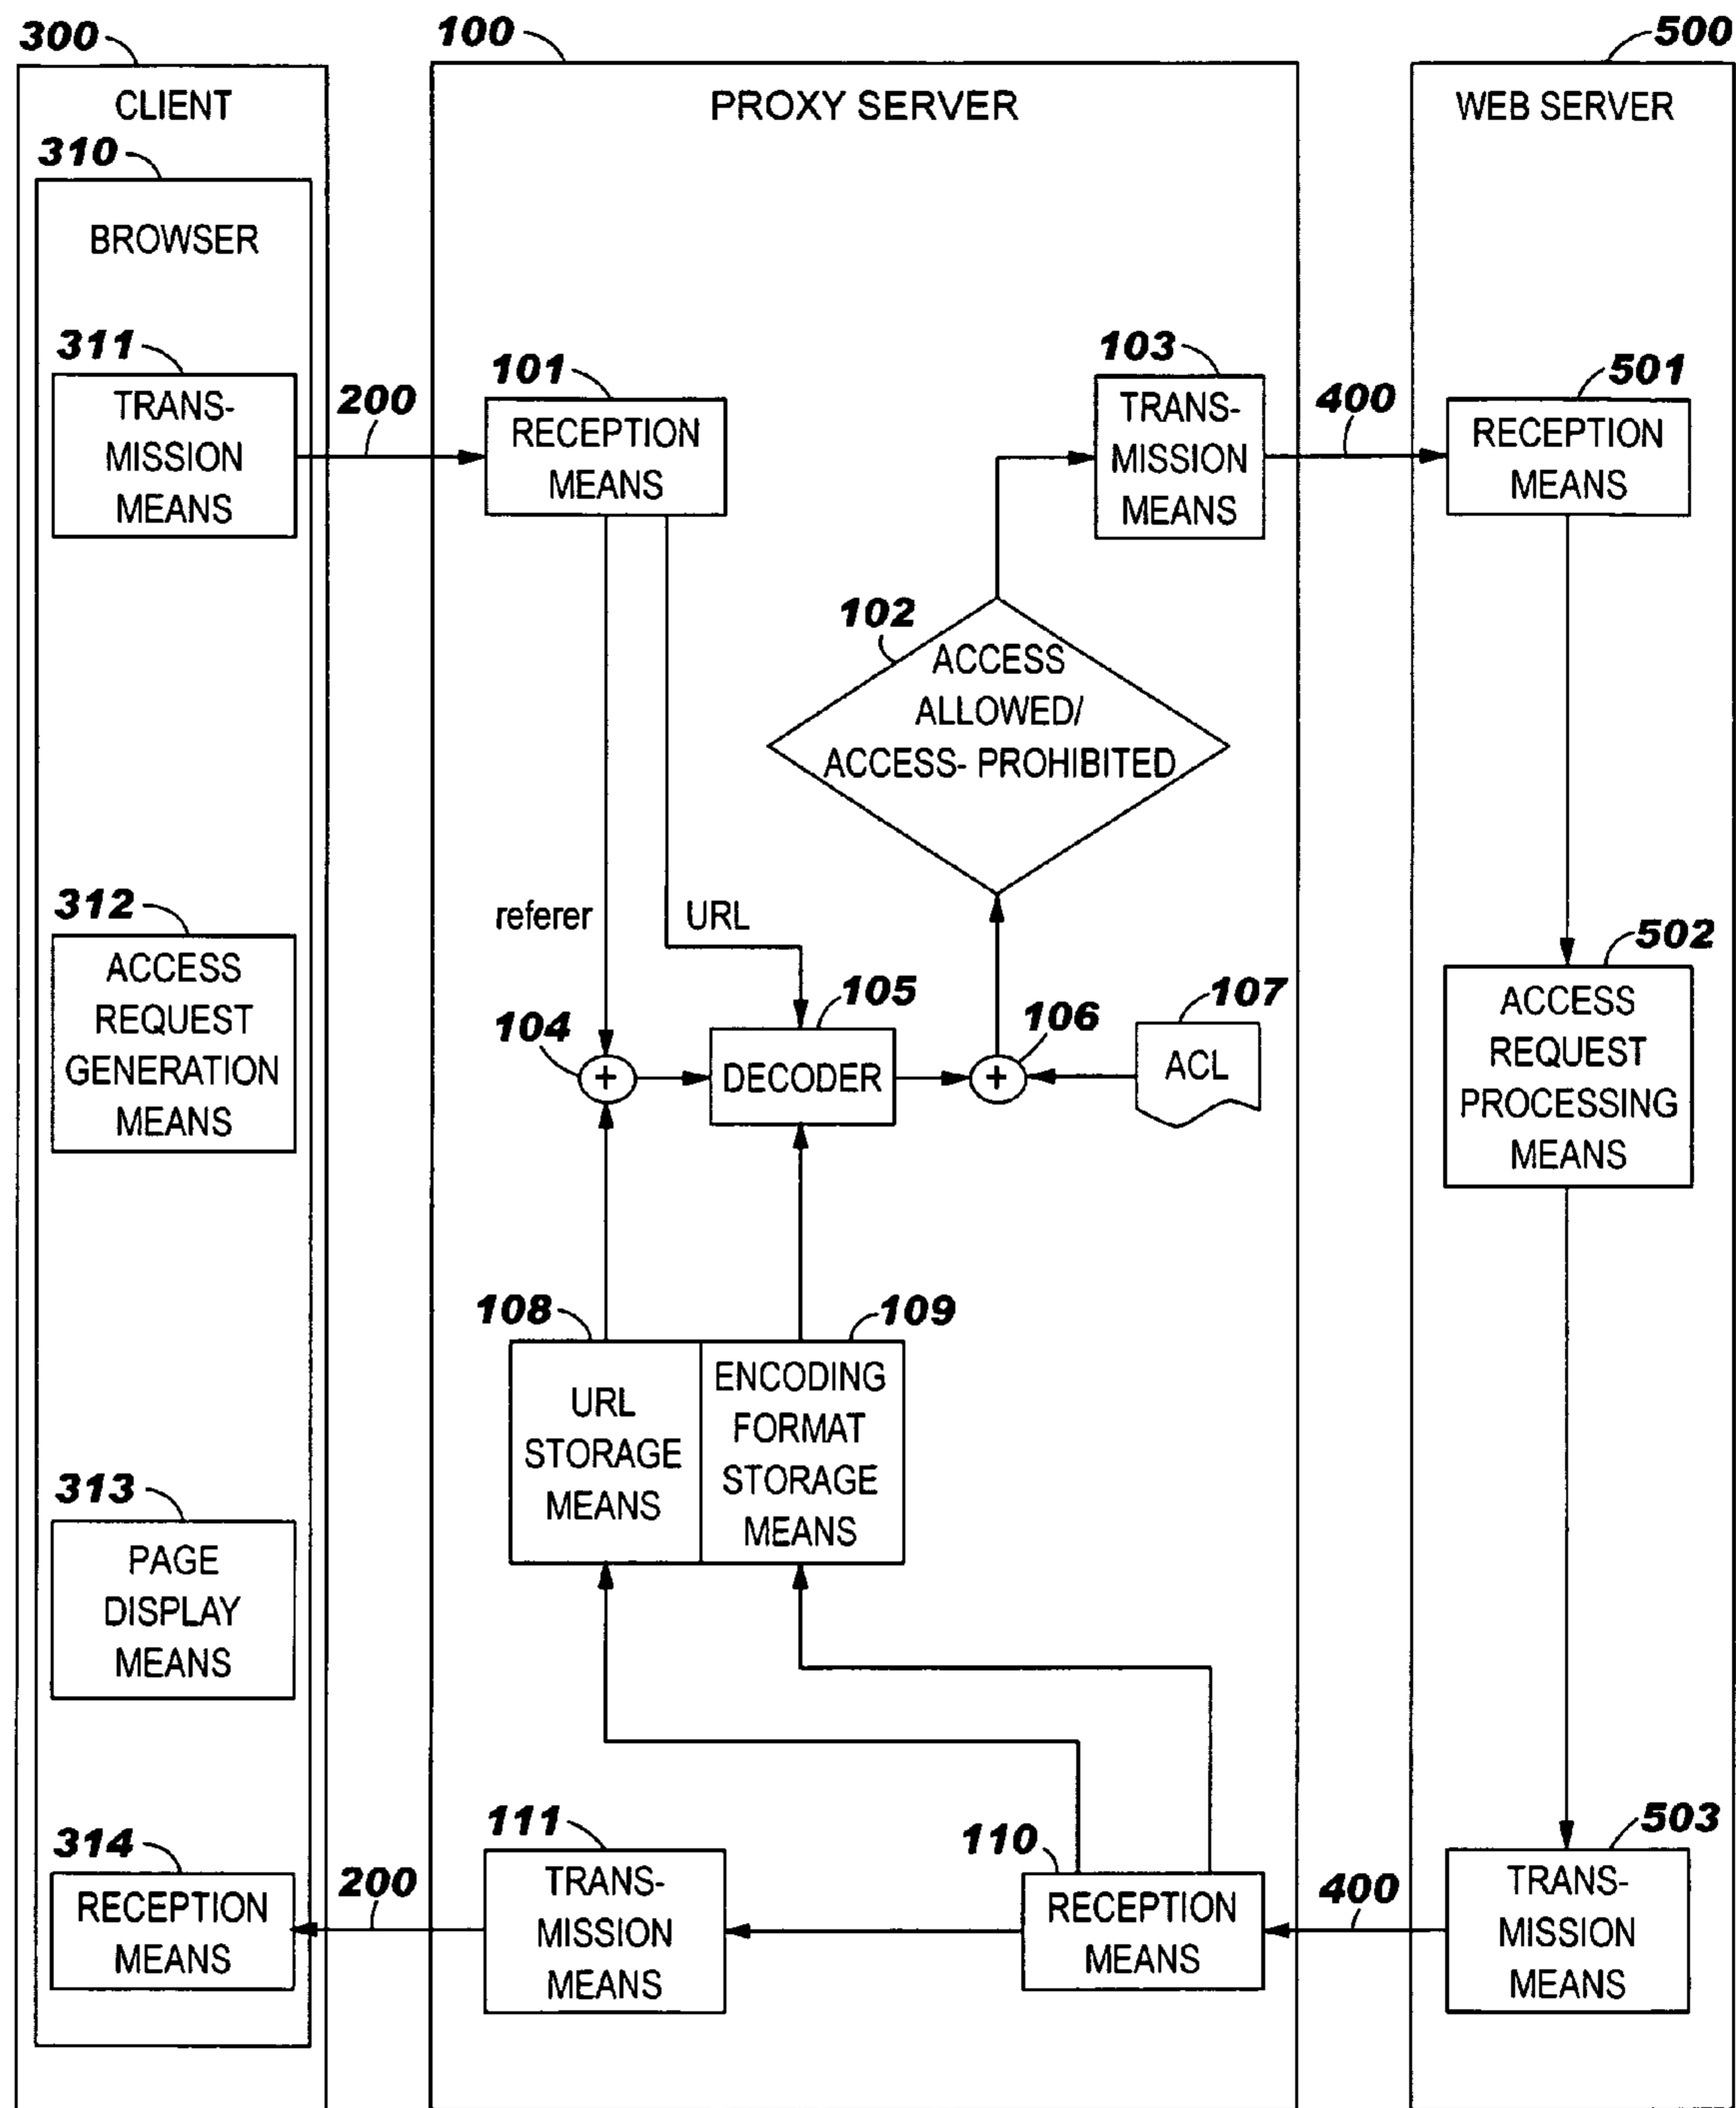 300
CLIENT
310
BROWSER
311
TRANS-
MISSION
MEANS
312
ACCESS
REQUEST
GENERATION
MEANS
313
PAGE
DISPLAY
MEANS
314
RECEPTION
MEANS
200
200
100
PROXY SERVER
101
RECEPTION
MEANS
103
TRANS-
MISSION
MEANS
102
ACCESS
ALLOWED/
ACCESS- PROHIBITED
referer
URL
104
+
105
DECODER
106
+
107
ACL
108
URL
STORAGE
MEANS
109
ENCODING
FORMAT
STORAGE
MEANS
111
TRANS-
MISSION
MEANS
110
RECEPTION
MEANS
400
400
500
WEB SERVER
501
RECEPTION
MEANS
502
ACCESS
REQUEST
PROCESSING
MEANS
503
TRANS-
MISSION
MEANS